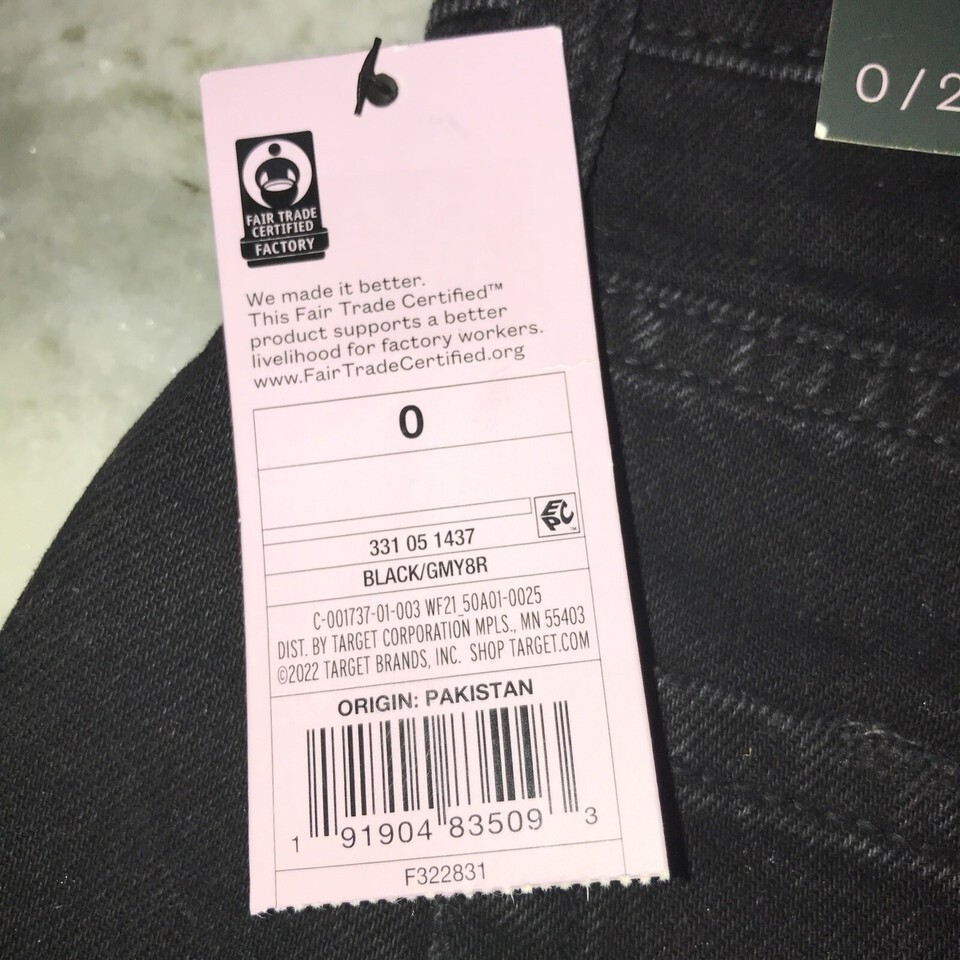 0/2
FAIR TRADE
CERTIFIED
FACTORY
We made it better.
This Fair Trade Certified™
product supports a better
livelihood for factory workers.
www.FairTradeCertified.org
0
EPC™
331 05 1437
BLACK/GMY8R
C-001737-01-003 WF21_50A01-0025
DIST. BY TARGET CORPORATION MPLS., MN 55403
©2022 TARGET BRANDS, INC. SHOP TARGET.COM
ORIGIN: PAKISTAN
1 91904 83509 3
F322831